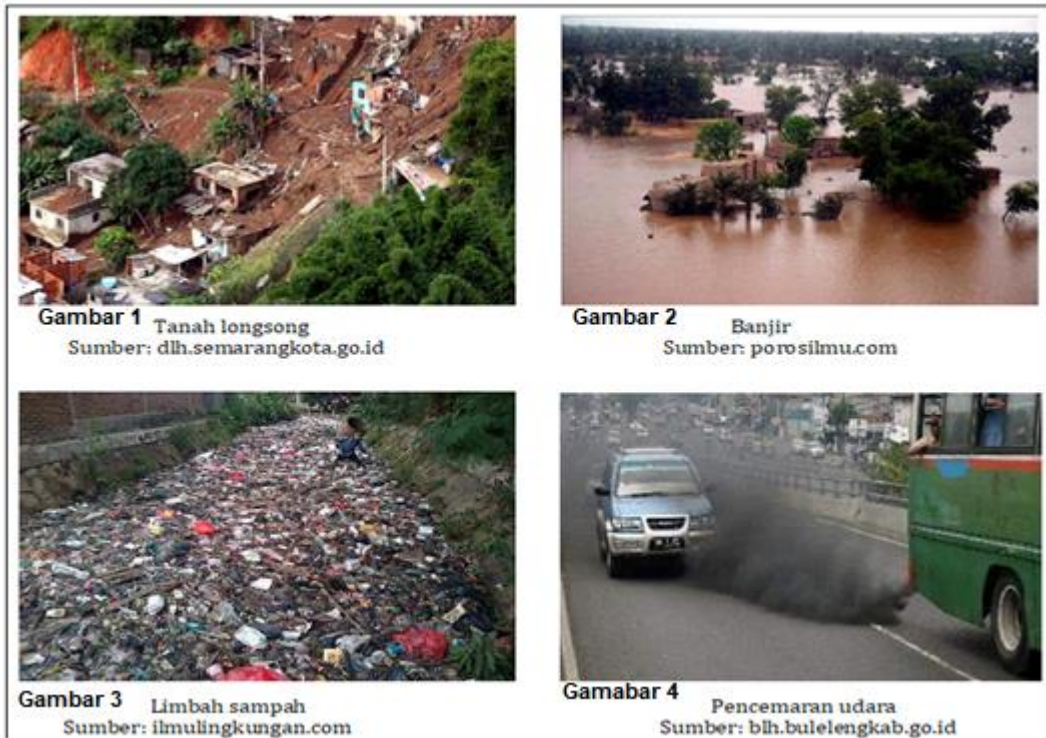 Gambar 1
Tanah longsong
Sumber: dlh.semarangkota.go.id
Gambar 2
Banjir
Sumber: porosilmu.com
Gambar 3
Limbah sampah
Sumber: ilmulingkungan.com
Gamabar 4
Pencemaran udara
Sumber: blh.bulelengkab.go.id